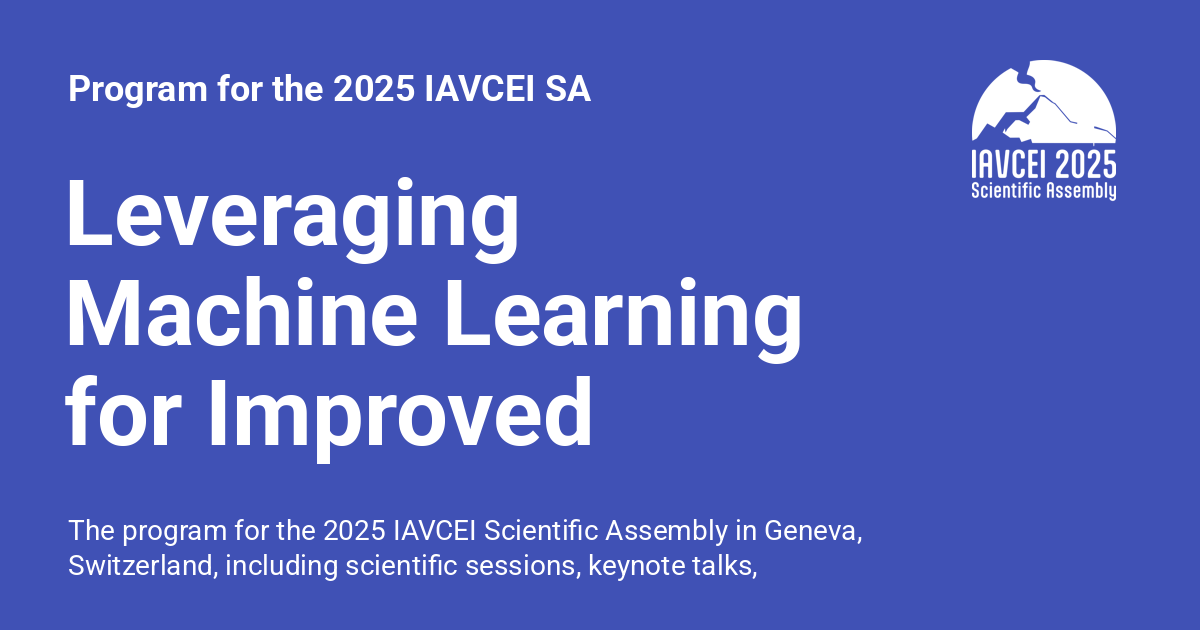 Program for the 2025 IAVCEI SA
IAVCEI 2025
Scientific Assembly
Leveraging
Machine Learning
for Improved
The program for the 2025 IAVCEI Scientific Assembly in Geneva,
Switzerland, including scientific sessions, keynote talks,